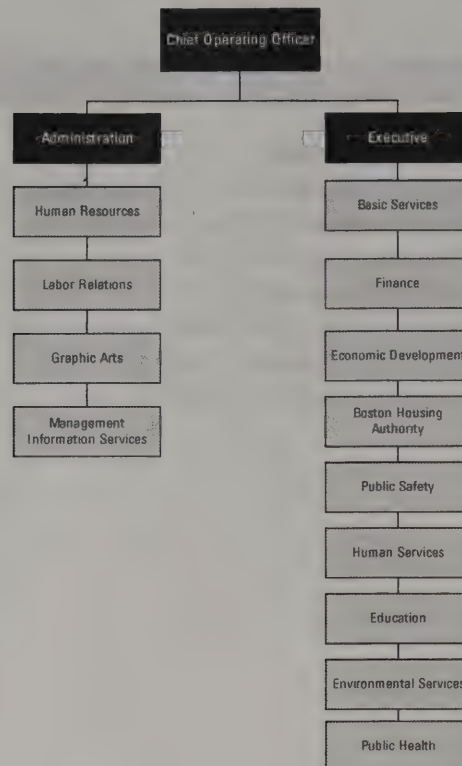 Chief Operating Officer
Administration
Executive
Human Resources
Labor Relations
Graphic Arts
Management
Information Services
Basic Services
Finance
Economic Development
Boston Housing
Authority
Public Safety
Human Services
Education
Environmental Services
Public Health